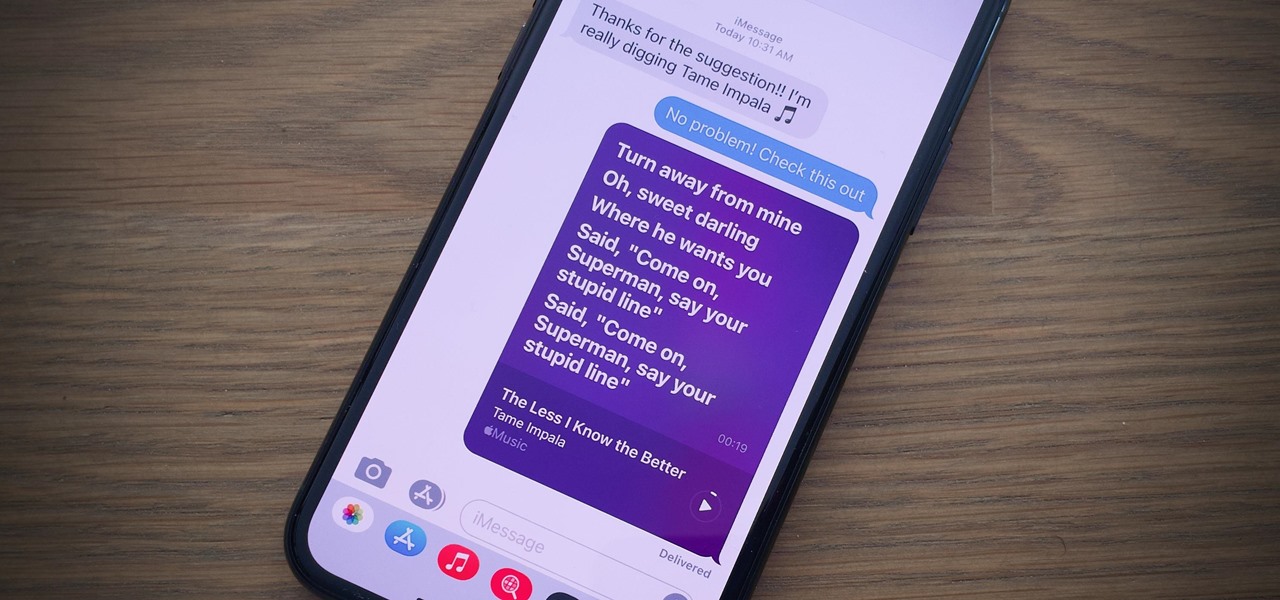 iMessage
Today 10:31 AM
Thanks for the suggestion!! I'm
really digging Tame Impala 🎵
No problem! Check this out
Turn away from mine
Oh, sweet darling
Where he wants you
Said, "Come on,
Superman, say your
stupid line"
Said, "Come on,
Superman, say your
stupid line"
00:19
The Less I Know the Better
Tame Impala
Music
iMessage
Delivered